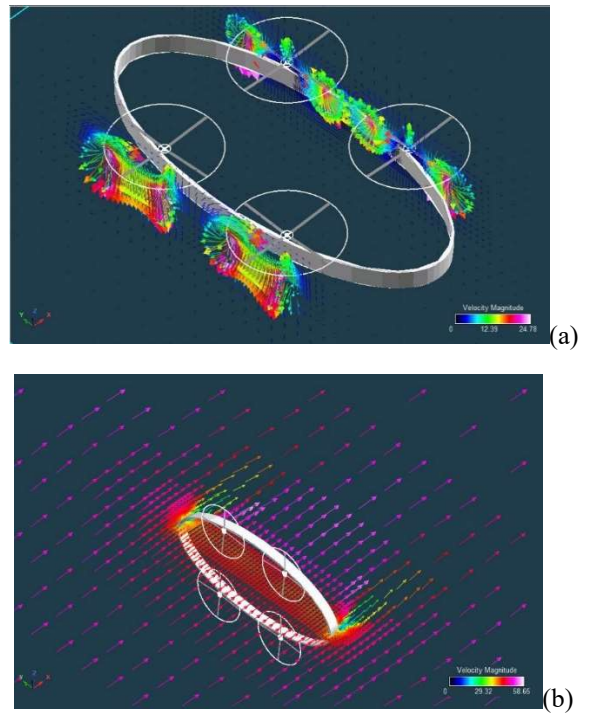 Velocity Magnitude
0 12.39 24.78
Y Z X
(a)
Velocity Magnitude
0 29.32 58.65
Y Z X
(b)